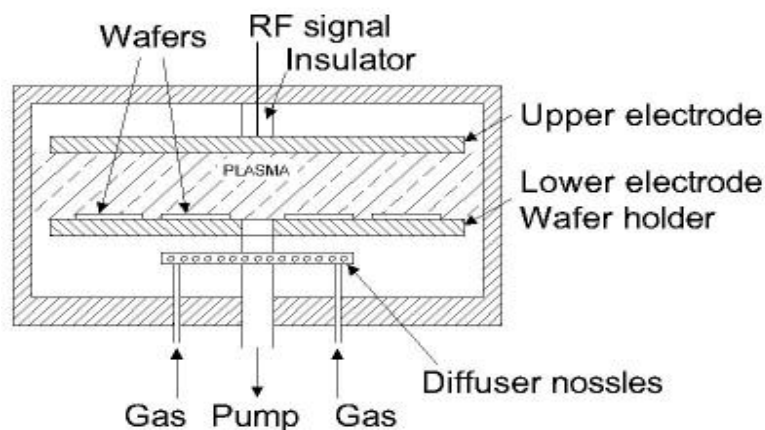 Wafers
RF signal
Insulator
Upper electrode
PLASMA
Lower electrode
Wafer holder
Diffuser nossles
Gas
Pump
Gas